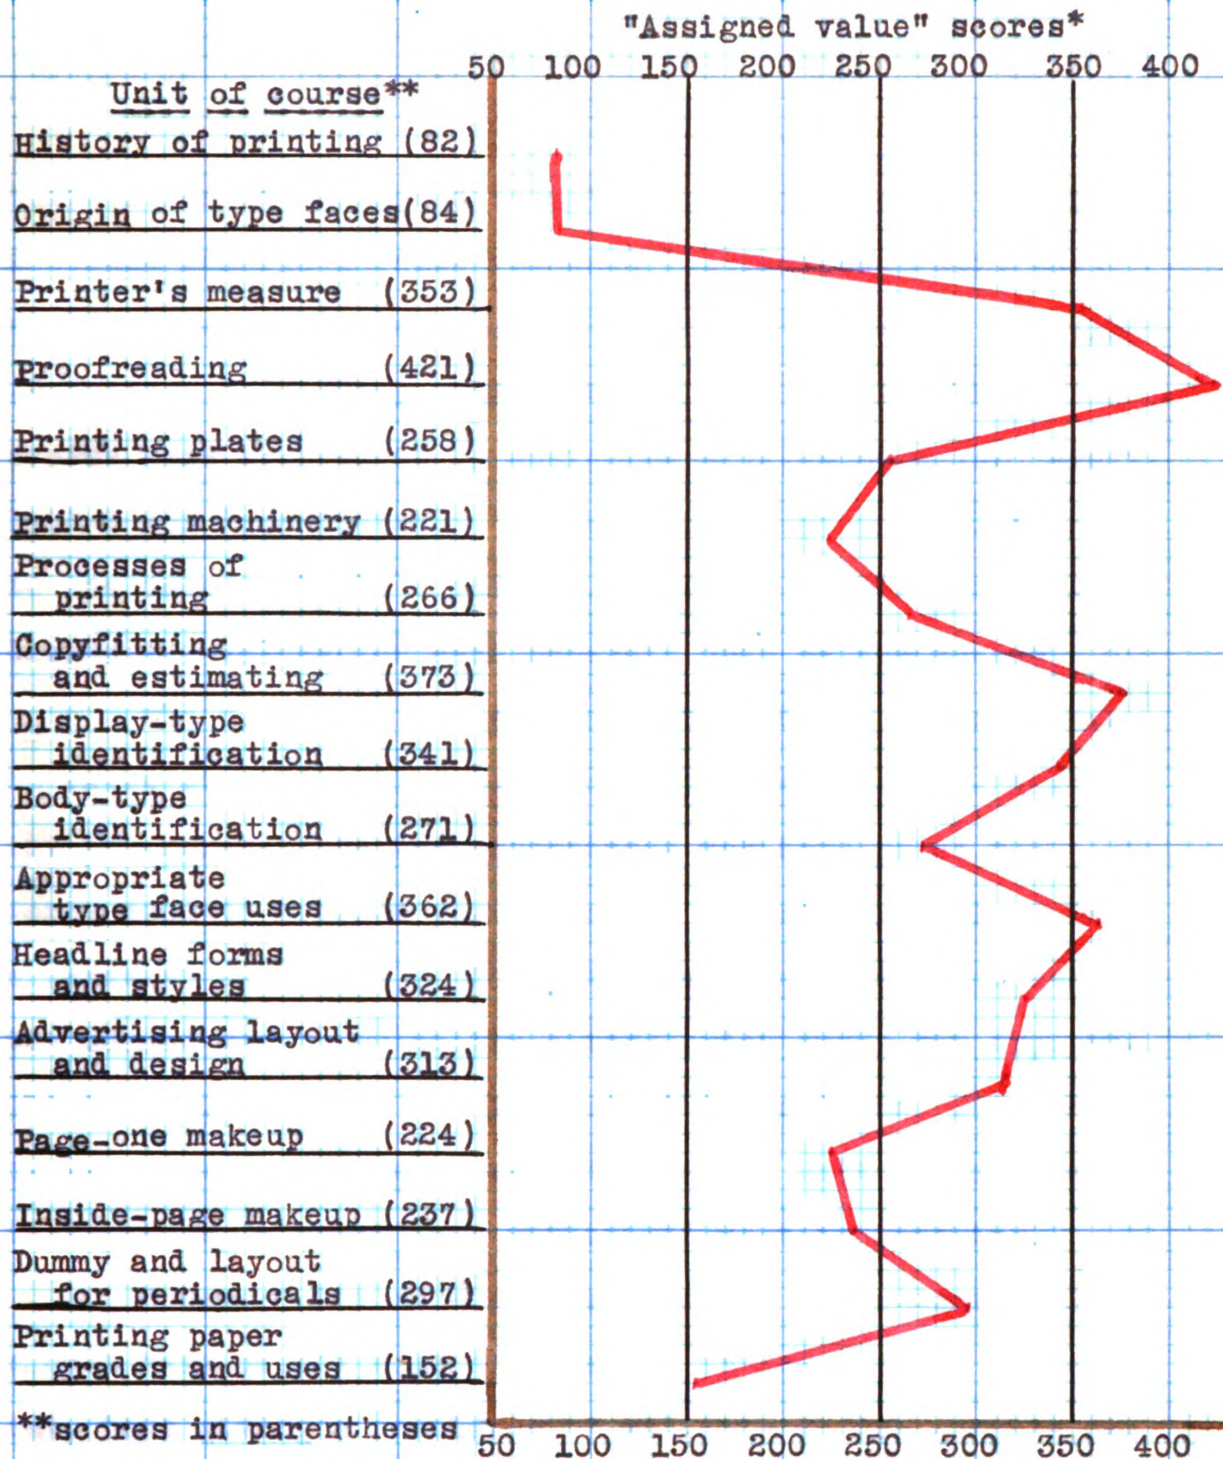 "Assigned value" scores*
50 100 150 200 250 300 350 400
Unit of course**
History of printing (82)
Origin of type faces(84)
Printer's measure (353)
Proofreading (421)
Printing plates (258)
Printing machinery (221)
Processes of
printing (266)
Copyfitting
and estimating (373)
Display-type
identification (341)
Body-type
identification (271)
Appropriate
type face uses (362)
Headline forms
and styles (324)
Advertising layout
and design (313)
Page-one makeup (224)
Inside-page makeup (237)
Dummy and layout
for periodicals (297)
Printing paper
grades and uses (152)
**scores in parentheses
50 100 150 200 250 300 350 400